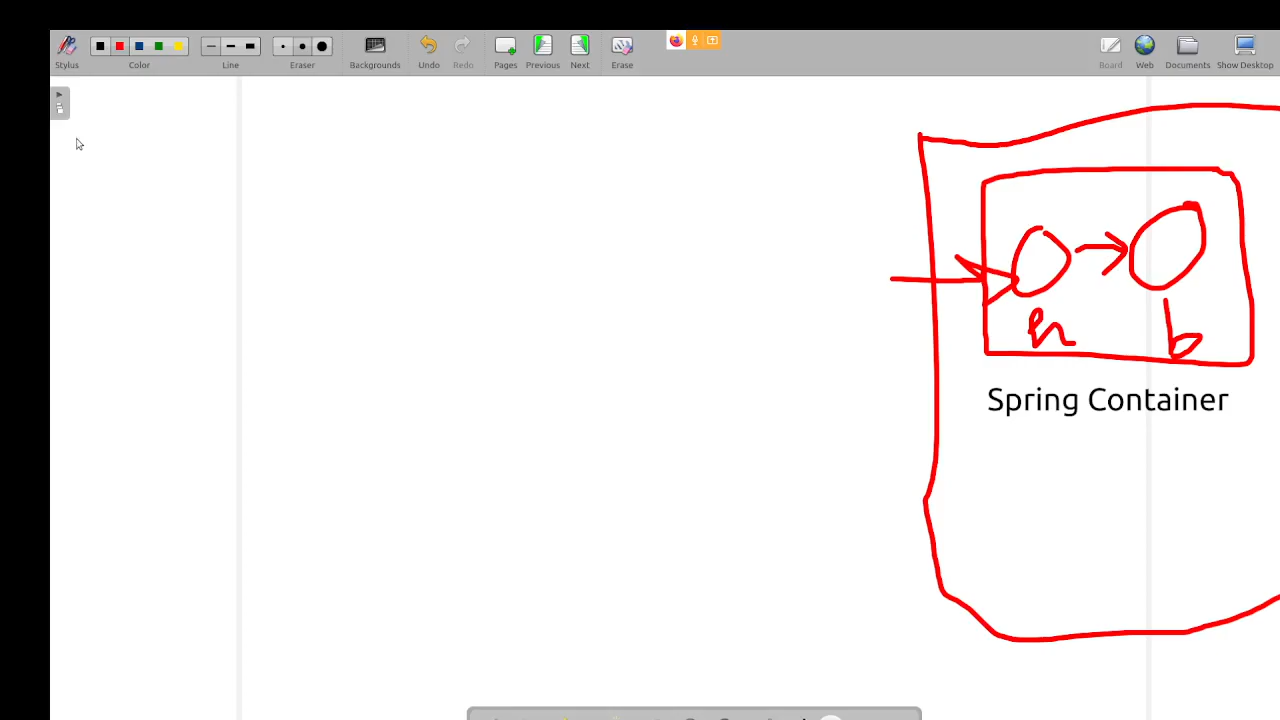 Stylus
Color
Line
Eraser
Backgrounds
Undo
Redo
Pages
Previous
Next
Erase
Board
Web
Documents
Show Desktop
b
Spring Container